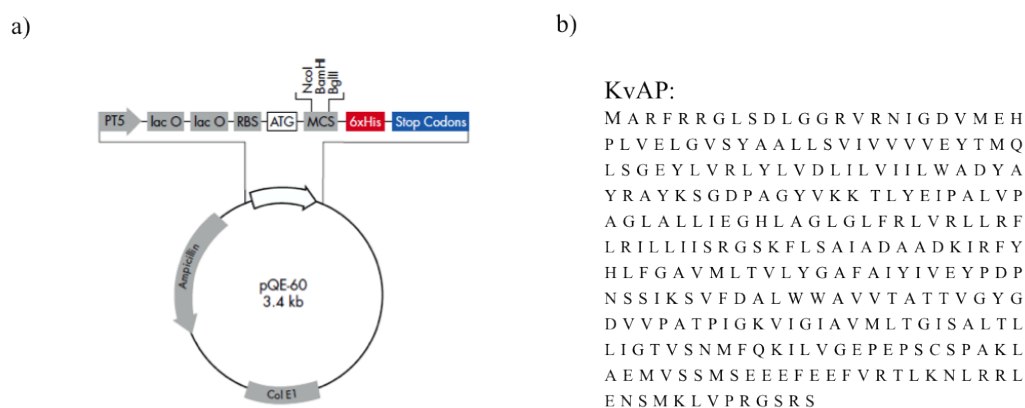 a)
b)
NcoI
BamHI
BglII
PT5
lac O
lac O
RBS
ATG
MCS
6xHis
Stop Codons
Ampicillin
pQE-60
3.4 kb
Col E1
KvAP:
M A R F R R G L S D L G G R V R N I G D V M E H
P L V E L G V S Y A A L L S V I V V V V E Y T M Q
L S G E Y L V R L Y L V D L I L V I I L W A D Y A
Y R A Y K S G D P A G Y V K K T L Y E I P A L V P
A G L A L L I E G H L A G L G L F R L V R L L R F
L R I L L I I S R G S K F L S A I A D A A D K I R F Y
H L F G A V M L T V L Y G A F A I Y I V E Y P D P
N S S I K S V F D A L W W A V V T A T T V G Y G
D V V P A T P I G K V I G I A V M L T G I S A L T L
L I G T V S N M F Q K I L V G E P E P S C S P A K L
A E M V S S M S E E E F E E F V R T L K N L R R L
E N S M K L V P R G S R S